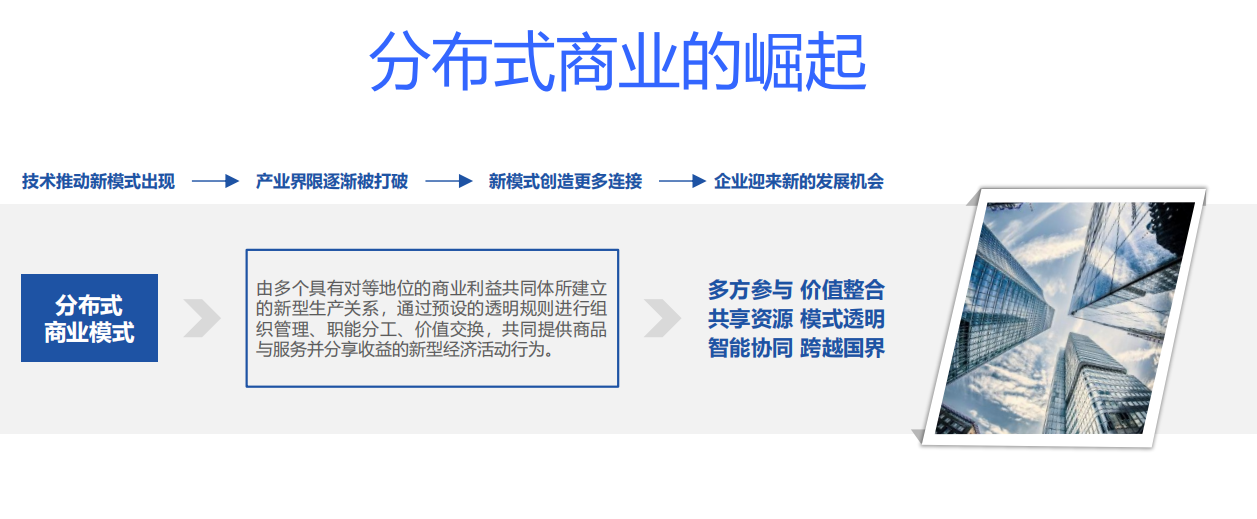 分布式商业的崛起
技术推动新模式出现 产业界限逐渐被打破 新模式创造更多连接 企业迎来新的发展机会
分布式
商业模式
由多个具有对等地位的商业利益共同体所建立
的新型生产关系，通过预设的透明规则进行组
织管理、职能分工、价值交换，共同提供商品
与服务并分享收益的新型经济活动行为。
多方参与 价值整合
共享资源 模式透明
智能协同 跨越国界